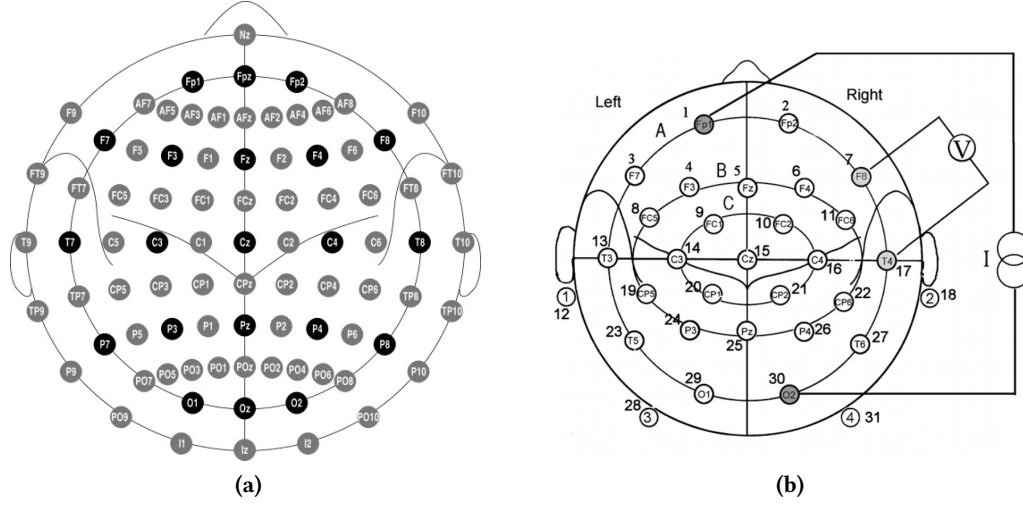 Nz
Fp1 Fpz Fp2
AF7 AF5 AF3 AF1 AFz AF2 AF4 AF6 AF8
F9 F10
F7 F5 F3 F1 Fz F2 F4 F6 F8
FT9 FT7 FC5 FC3 FC1 FCz FC2 FC4 FC6 FT8 FT10
T9 T7 C5 C3 C1 Cz C2 C4 C6 T8 T10
TP9 TP7 CP5 CP3 CP1 CPz CP2 CP4 CP6 TP8 TP10
P9 P7 P5 P3 P1 Pz P2 P4 P6 P8 P10
PO9 PO7 PO5 PO3 PO1 POz PO2 PO4 PO6 PO8 PO10
O1 Oz O2
I1 Iz I2
(a)
Left Right
1 Fp1 2 Fp2
A
3 F7 4 F3 B 5 Fz 6 F4 7 F8
V
8 FC5 9 FC1 C 10 FC2 11 FC6
13 T3 14 C3 15 Cz 16 C4 T4 17
I
1 12 19 CP5 20 CP1 21 CP2 22 CP6 2 18
23 T5 24 P3 25 Pz P4 26 T6 27
28 3 29 O1 30 O2 4 31
(b)